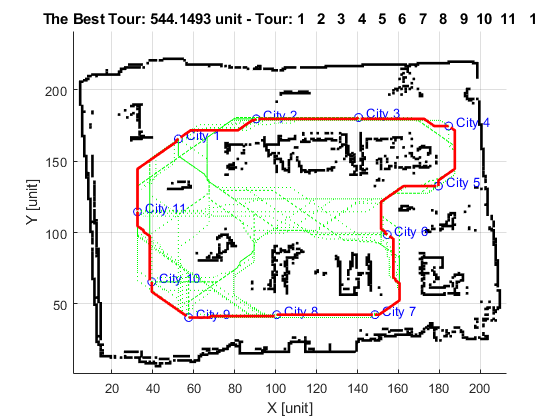 The Best Tour: 544.1493 unit - Tour: 1 2 3 4 5 6 7 8 9 10 11 1
200
150
100
50
Y [unit]
City 1
City 2
City 3
City 4
City 5
City 6
City 7
City 8
City 9
City 10
City 11
20 40 60 80 100 120 140 160 180 200
X [unit]